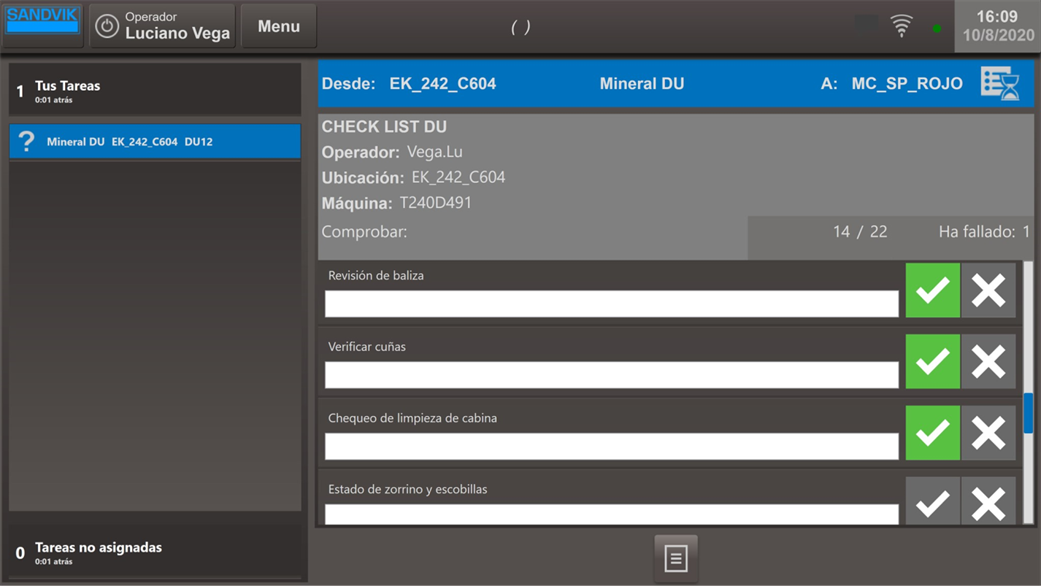 SANDVIK
Operador
Luciano Vega
Menu
( )
16:09
10/8/2020
1 Tus Tareas
0:01 atrás
? Mineral DU EK_242_C604 DU12
0 Tareas no asignadas
0:01 atrás
Desde: EK_242_C604 Mineral DU A: MC_SP_ROJO
CHECK LIST DU
Operador: Vega.Lu
Ubicación: EK_242_C604
Máquina: T240D491
Comprobar: 14 / 22 Ha fallado: 1
Revisión de baliza
Verificar cuñas
Chequeo de limpieza de cabina
Estado de zorrino y escobillas